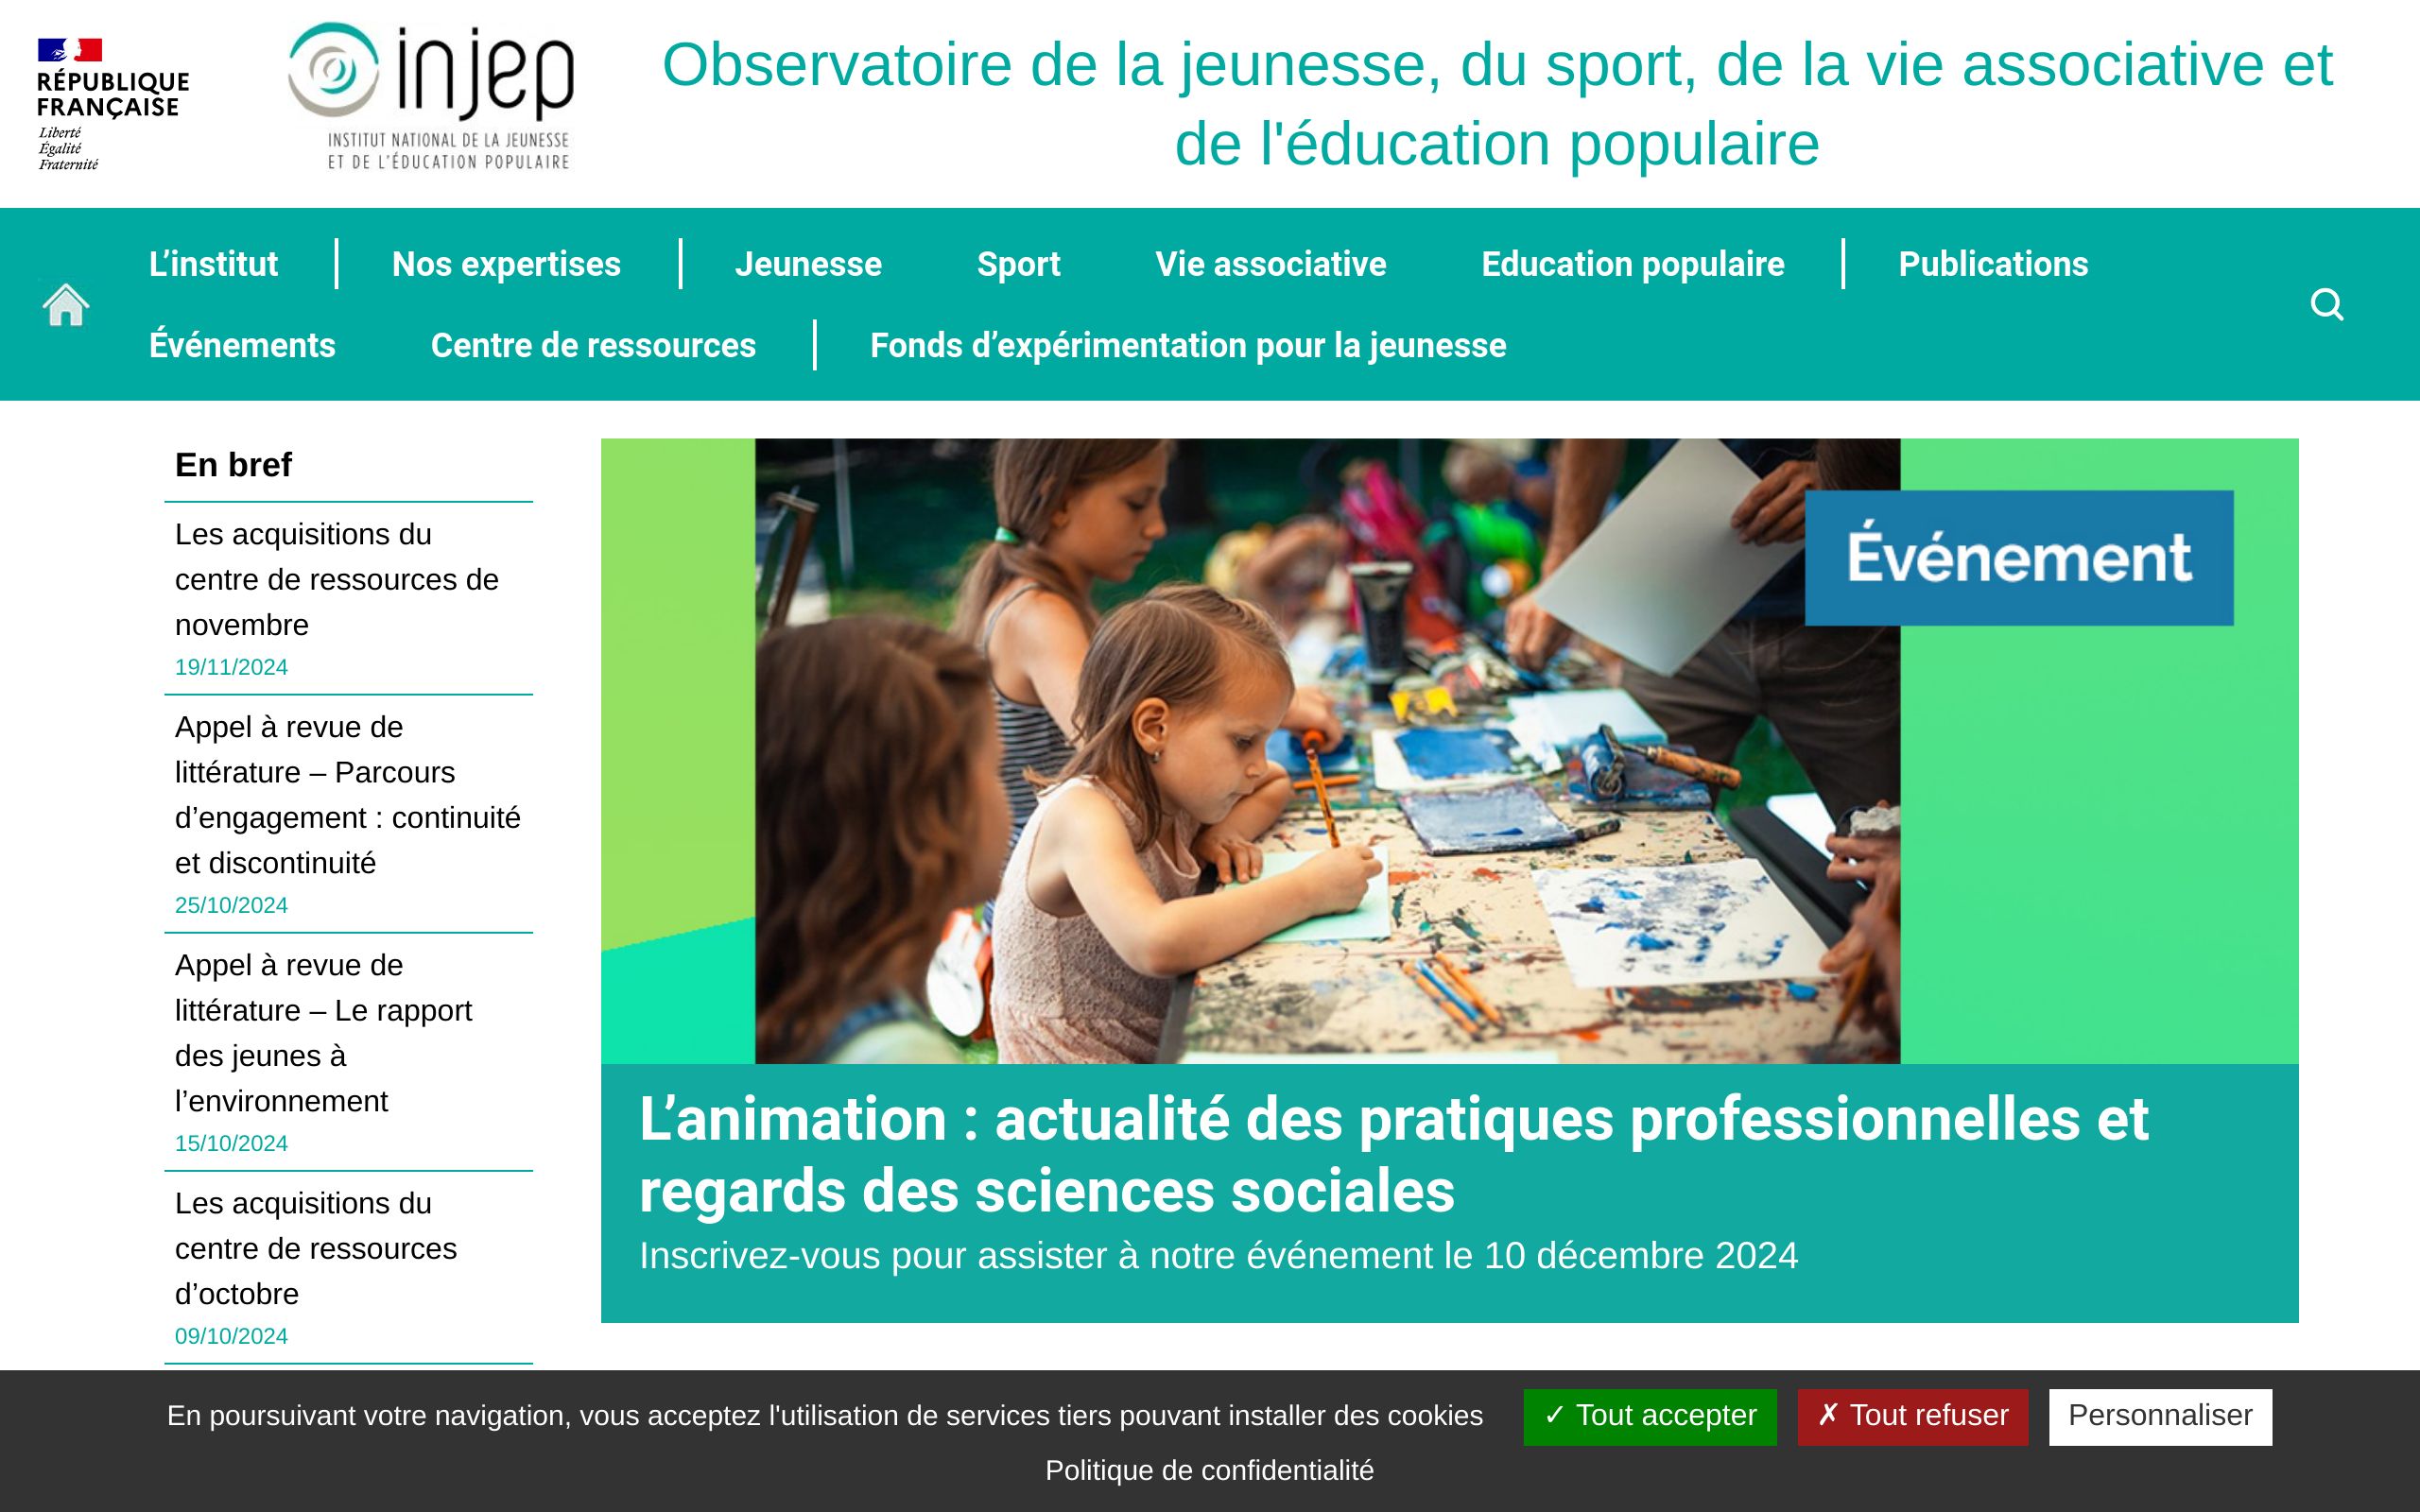 RÉPUBLIQUE
FRANÇAISE
Liberté
Égalité
Fraternité
injep
INSTITUT NATIONAL DE LA JEUNESSE
ET DE L'ÉDUCATION POPULAIRE
Observatoire de la jeunesse, du sport, de la vie associative et
de l'éducation populaire
L’institut
Nos expertises
Jeunesse
Sport
Vie associative
Education populaire
Publications
Événements
Centre de ressources
Fonds d’expérimentation pour la jeunesse
En bref
Les acquisitions du
centre de ressources de
novembre
19/11/2024
Appel à revue de
littérature – Parcours
d’engagement : continuité
et discontinuité
25/10/2024
Appel à revue de
littérature – Le rapport
des jeunes à
l’environnement
15/10/2024
Les acquisitions du
centre de ressources
d’octobre
09/10/2024
Événement
L’animation : actualité des pratiques professionnelles et
regards des sciences sociales
Inscrivez-vous pour assister à notre événement le 10 décembre 2024
En poursuivant votre navigation, vous acceptez l'utilisation de services tiers pouvant installer des cookies
✓ Tout accepter
✗ Tout refuser
Personnaliser
Politique de confidentialité